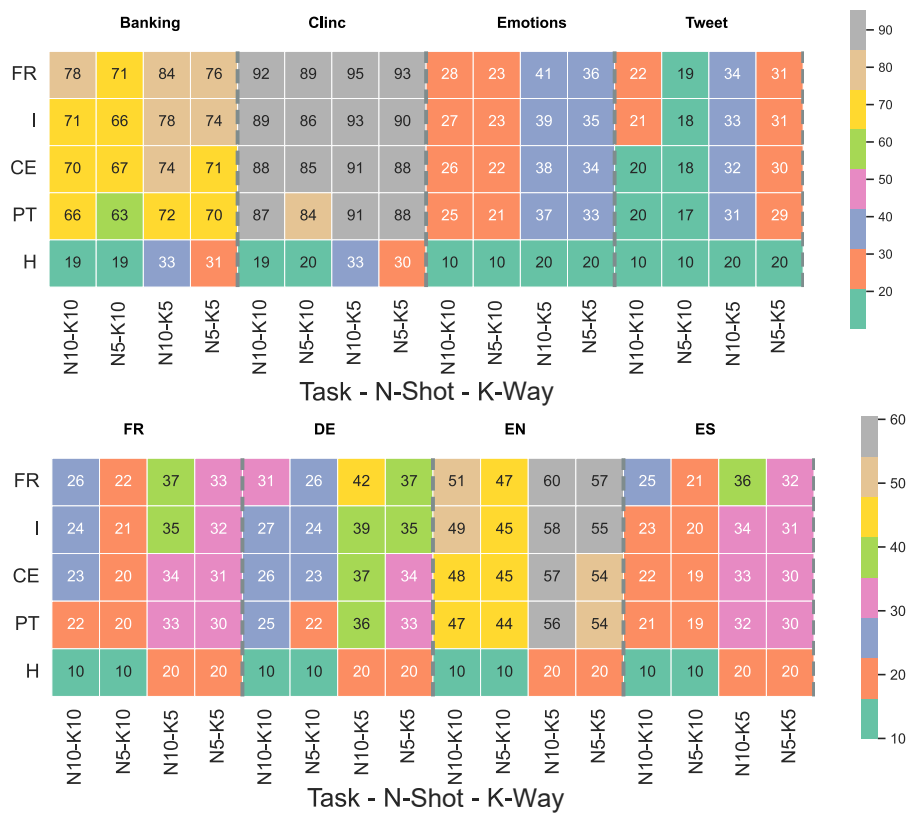 Banking Clinc Emotions Tweet
FR 78 71 84 76 92 89 95 93 28 23 41 36 22 19 34 31
I 71 66 78 74 89 86 93 90 27 23 39 35 21 18 33 31
CE 70 67 74 71 88 85 91 88 26 22 38 34 20 18 32 30
PT 66 63 72 70 87 84 91 88 25 21 37 33 20 17 31 29
H 19 19 33 31 19 20 33 30 10 10 20 20 10 10 20 20
N10-K10 N5-K10 N10-K5 N5-K5 N10-K10 N5-K10 N10-K5 N5-K5 N10-K10 N5-K10 N10-K5 N5-K5 N10-K10 N5-K10 N10-K5 N5-K5
Task - N-Shot - K-Way
90
80
70
60
50
40
30
20
FR DE EN ES
FR 26 22 37 33 31 26 42 37 51 47 60 57 25 21 36 32
I 24 21 35 32 27 24 39 35 49 45 58 55 23 20 34 31
CE 23 20 34 31 26 23 37 34 48 45 57 54 22 19 33 30
PT 22 20 33 30 25 22 36 33 47 44 56 54 21 19 32 30
H 10 10 20 20 10 10 20 20 10 10 20 20 10 10 20 20
N10-K10 N5-K10 N10-K5 N5-K5 N10-K10 N5-K10 N10-K5 N5-K5 N10-K10 N5-K10 N10-K5 N5-K5 N10-K10 N5-K10 N10-K5 N5-K5
Task - N-Shot - K-Way
60
50
40
30
20
10